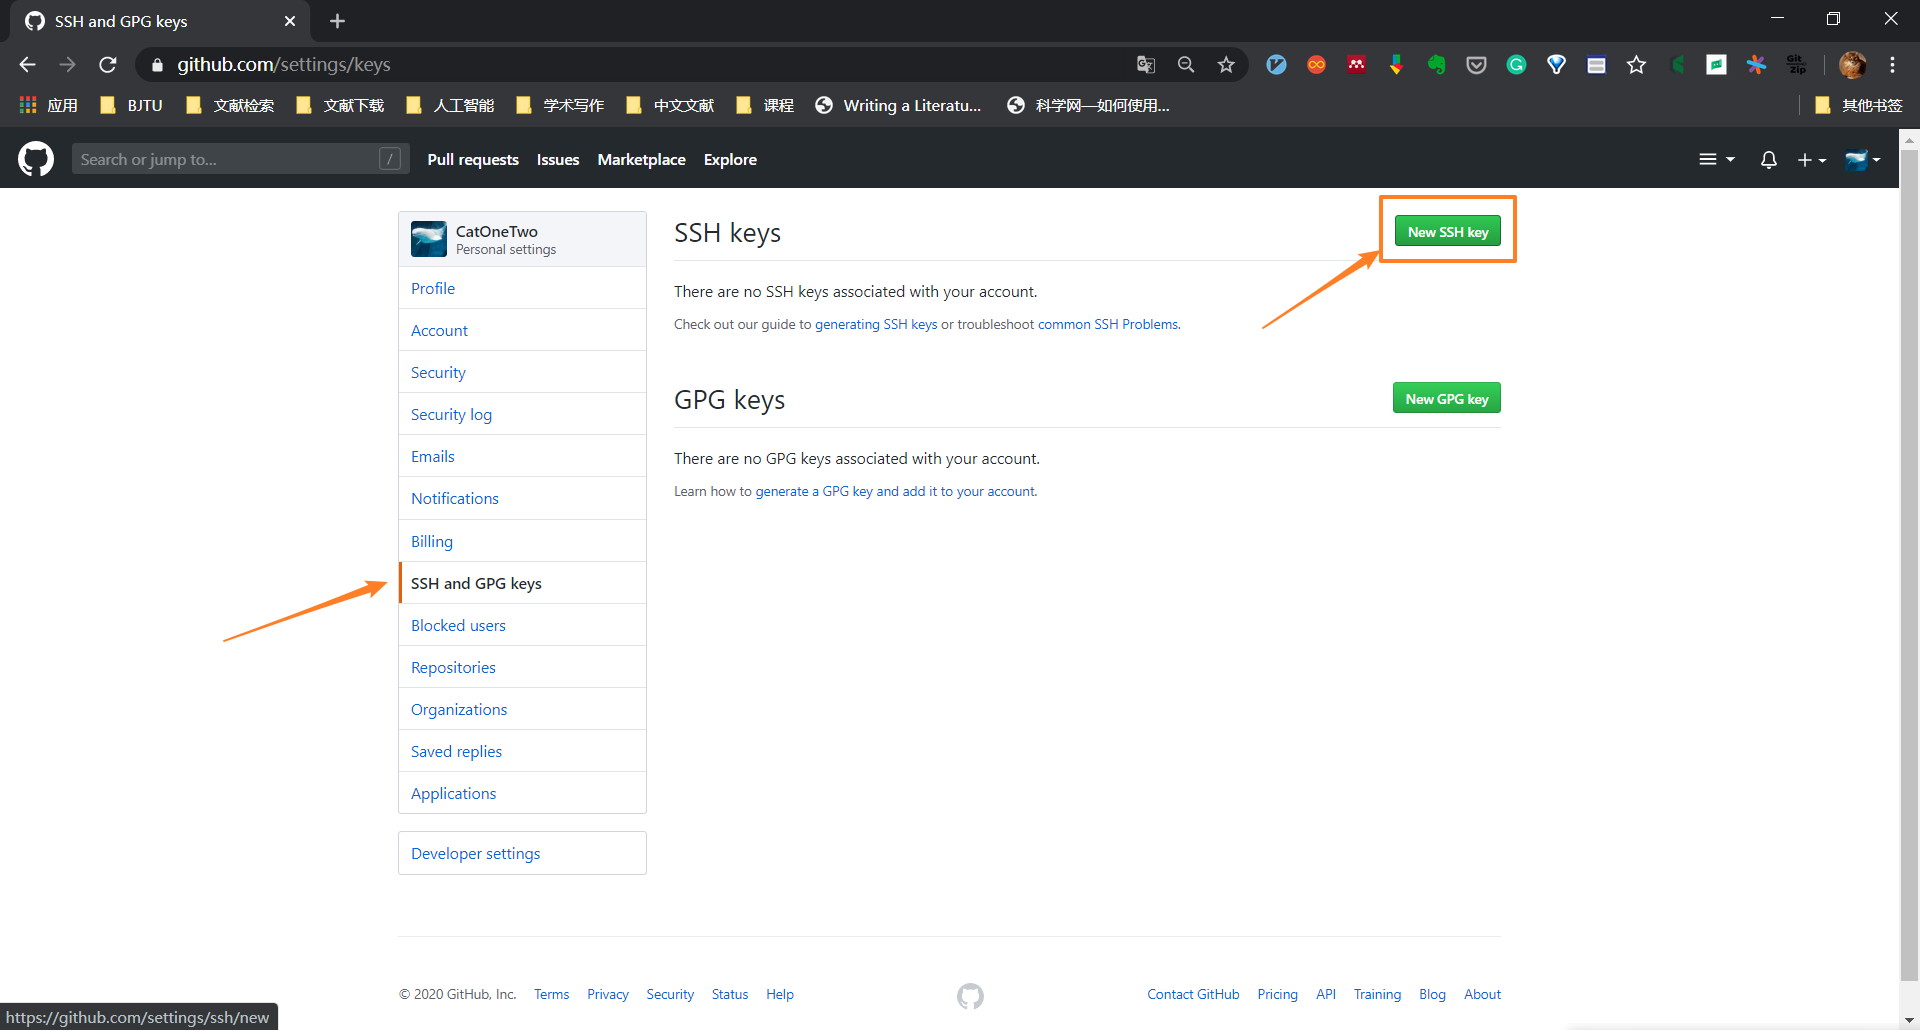 SSH and GPG keys
github.com/settings/keys
Git
Zip
应用 BJTU 文献检索 文献下载 人工智能 学术写作 中文文献 课程 Writing a Literatu... 科学网—如何使用... 其他书签
Search or jump to... / Pull requests Issues Marketplace Explore
CatOneTwo
Personal settings
Profile
Account
Security
Security log
Emails
Notifications
Billing
SSH and GPG keys
Blocked users
Repositories
Organizations
Saved replies
Applications
Developer settings
SSH keys
New SSH key
There are no SSH keys associated with your account.
Check out our guide to generating SSH keys or troubleshoot common SSH Problems.
GPG keys
New GPG key
There are no GPG keys associated with your account.
Learn how to generate a GPG key and add it to your account.
© 2020 GitHub, Inc. Terms Privacy Security Status Help Contact GitHub Pricing API Training Blog About
https://github.com/settings/ssh/new